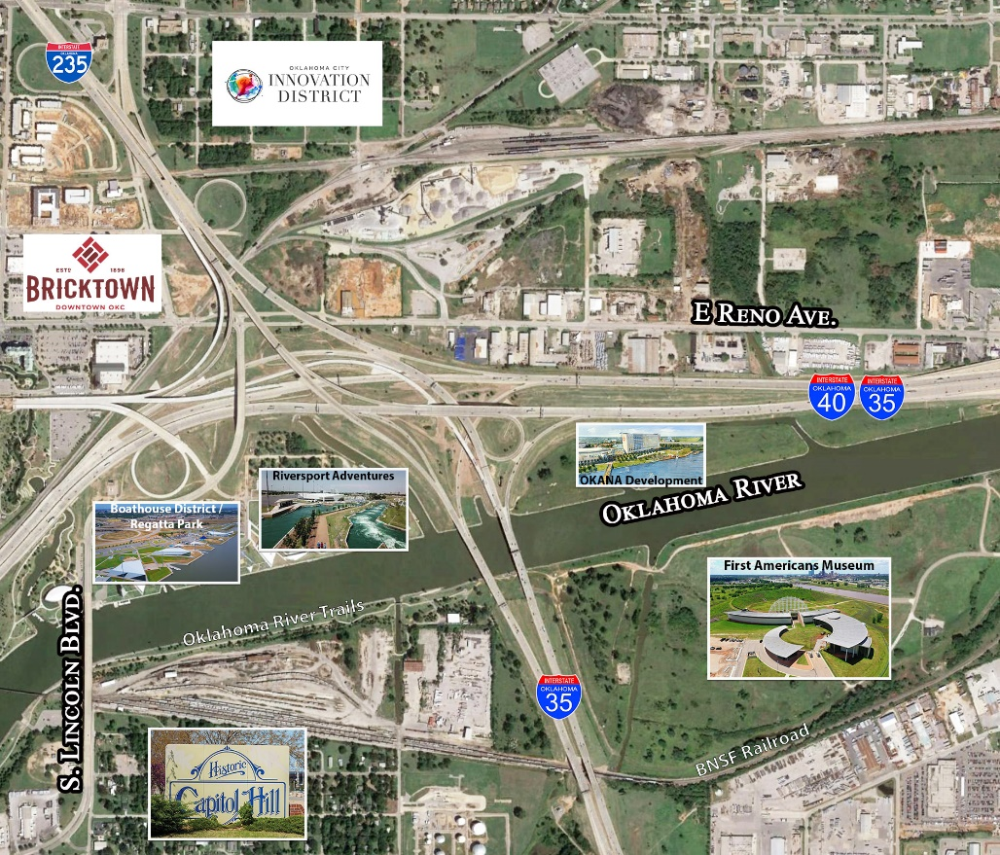 INTERSTATE
OKLAHOMA
235
OKLAHOMA CITY
INNOVATION
DISTRICT
ESTD 1898
BRICKTOWN
DOWNTOWN OKC
E RENO AVE.
INTERSTATE
OKLAHOMA
40
INTERSTATE
OKLAHOMA
35
OKANA Development
OKLAHOMA RIVER
Riversport Adventures
Boathouse District /
Regatta Park
First Americans Museum
Oklahoma River Trails
S. LINCOLN BLVD.
INTERSTATE
OKLAHOMA
35
BNSF Railroad
Historic
Capitol Hill